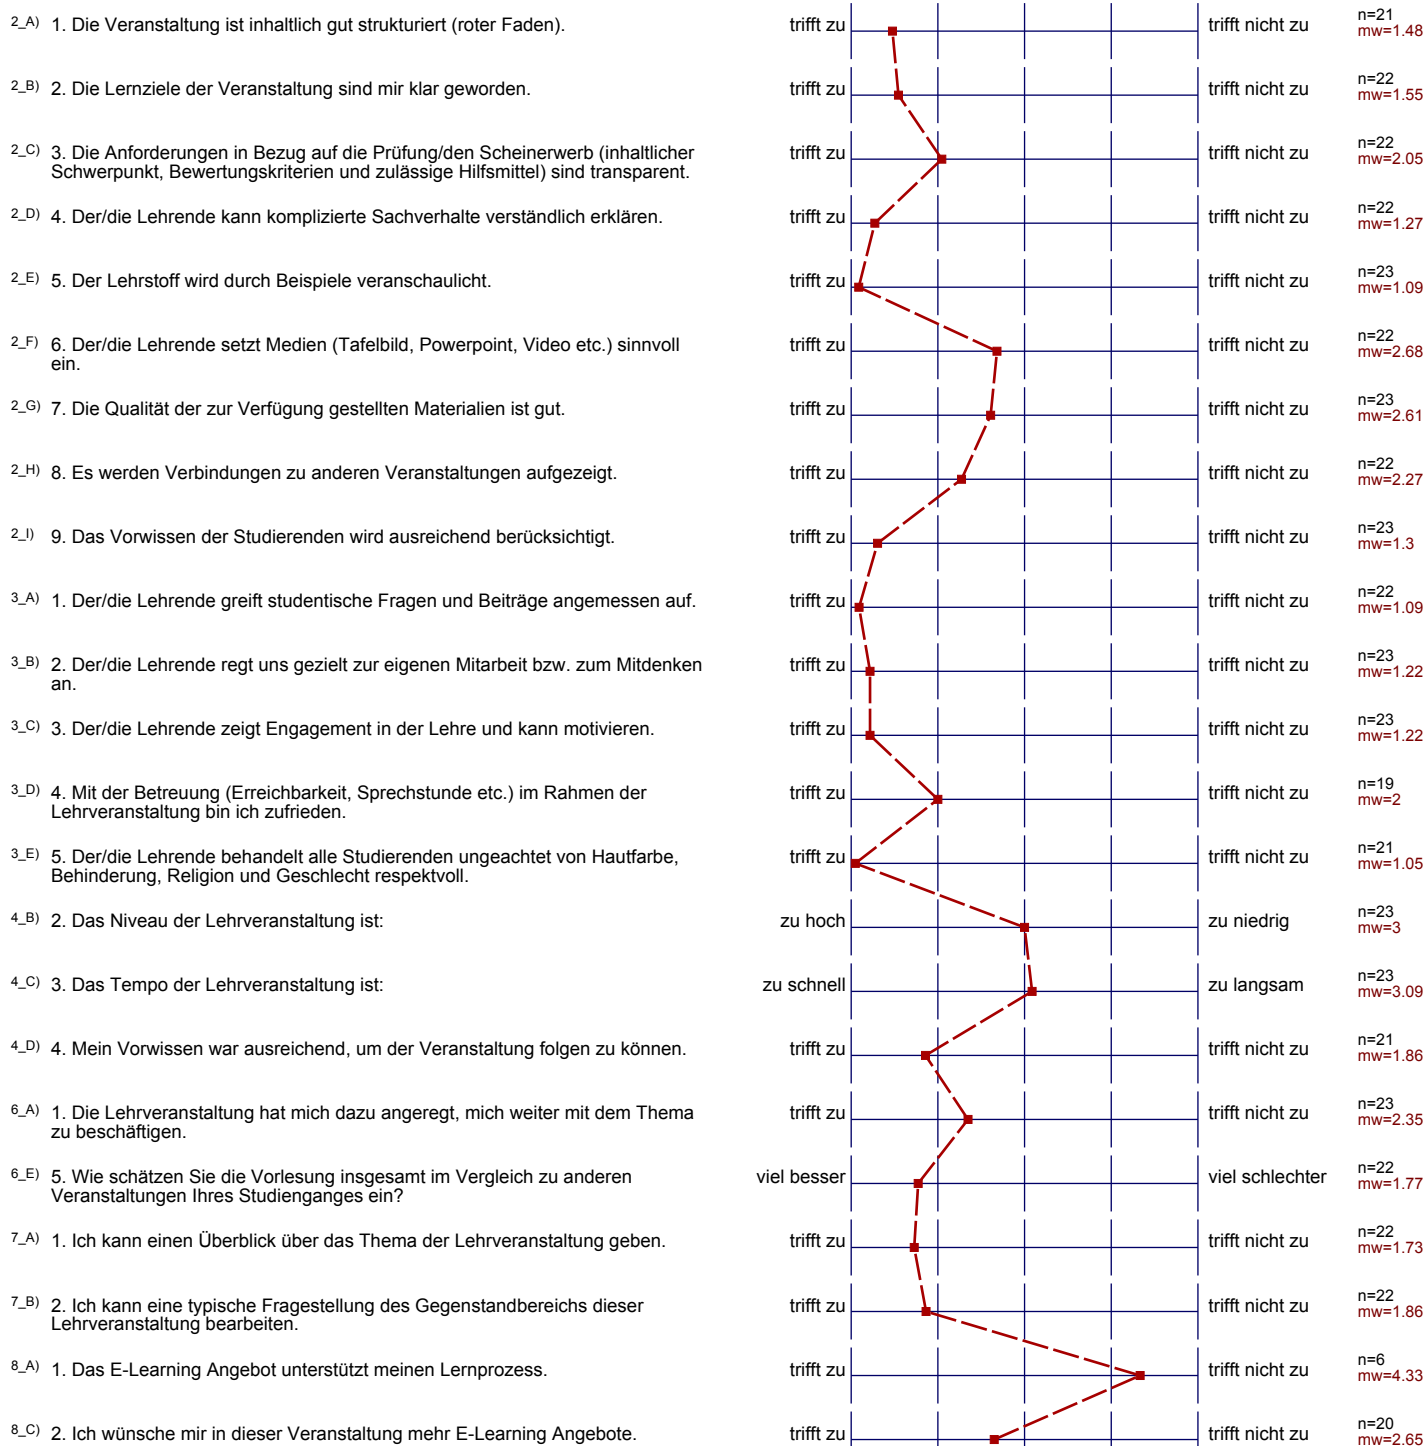 2_A) 1. Die Veranstaltung ist inhaltlich gut strukturiert (roter Faden). trifft zu trifft nicht zu n=21
mw=1.48
2_B) 2. Die Lernziele der Veranstaltung sind mir klar geworden. trifft zu trifft nicht zu n=22
mw=1.55
2_C) 3. Die Anforderungen in Bezug auf die Prüfung/den Scheinerwerb (inhaltlicher trifft zu trifft nicht zu n=22
Schwerpunkt, Bewertungskriterien und zulässige Hilfsmittel) sind transparent. mw=2.05
2_D) 4. Der/die Lehrende kann komplizierte Sachverhalte verständlich erklären. trifft zu trifft nicht zu n=22
mw=1.27
2_E) 5. Der Lehrstoff wird durch Beispiele veranschaulicht. trifft zu trifft nicht zu n=23
mw=1.09
2_F) 6. Der/die Lehrende setzt Medien (Tafelbild, Powerpoint, Video etc.) sinnvoll trifft zu trifft nicht zu n=22
ein. mw=2.68
2_G) 7. Die Qualität der zur Verfügung gestellten Materialien ist gut. trifft zu trifft nicht zu n=23
mw=2.61
2_H) 8. Es werden Verbindungen zu anderen Veranstaltungen aufgezeigt. trifft zu trifft nicht zu n=22
mw=2.27
2_I) 9. Das Vorwissen der Studierenden wird ausreichend berücksichtigt. trifft zu trifft nicht zu n=23
mw=1.3
3_A) 1. Der/die Lehrende greift studentische Fragen und Beiträge angemessen auf. trifft zu trifft nicht zu n=22
mw=1.09
3_B) 2. Der/die Lehrende regt uns gezielt zur eigenen Mitarbeit bzw. zum Mitdenken trifft zu trifft nicht zu n=23
an. mw=1.22
3_C) 3. Der/die Lehrende zeigt Engagement in der Lehre und kann motivieren. trifft zu trifft nicht zu n=23
mw=1.22
3_D) 4. Mit der Betreuung (Erreichbarkeit, Sprechstunde etc.) im Rahmen der trifft zu trifft nicht zu n=19
Lehrveranstaltung bin ich zufrieden. mw=2
3_E) 5. Der/die Lehrende behandelt alle Studierenden ungeachtet von Hautfarbe, trifft zu trifft nicht zu n=21
Behinderung, Religion und Geschlecht respektvoll. mw=1.05
4_B) 2. Das Niveau der Lehrveranstaltung ist: zu hoch zu niedrig n=23
mw=3
4_C) 3. Das Tempo der Lehrveranstaltung ist: zu schnell zu langsam n=23
mw=3.09
4_D) 4. Mein Vorwissen war ausreichend, um der Veranstaltung folgen zu können. trifft zu trifft nicht zu n=21
mw=1.86
6_A) 1. Die Lehrveranstaltung hat mich dazu angeregt, mich weiter mit dem Thema trifft zu trifft nicht zu n=23
zu beschäftigen. mw=2.35
6_E) 5. Wie schätzen Sie die Vorlesung insgesamt im Vergleich zu anderen viel besser viel schlechter n=22
Veranstaltungen Ihres Studienganges ein? mw=1.77
7_A) 1. Ich kann einen Überblick über das Thema der Lehrveranstaltung geben. trifft zu trifft nicht zu n=22
mw=1.73
7_B) 2. Ich kann eine typische Fragestellung des Gegenstandbereichs dieser trifft zu trifft nicht zu n=22
Lehrveranstaltung bearbeiten. mw=1.86
8_A) 1. Das E-Learning Angebot unterstützt meinen Lernprozess. trifft zu trifft nicht zu n=6
mw=4.33
8_C) 2. Ich wünsche mir in dieser Veranstaltung mehr E-Learning Angebote. trifft zu trifft nicht zu n=20
mw=2.65